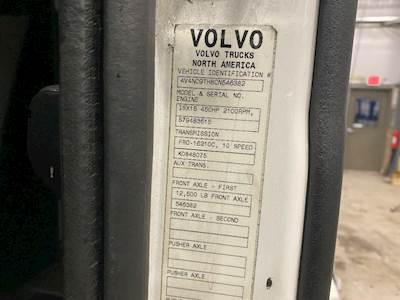 VOLVO
VOLVO TRUCKS
NORTH AMERICA
VEHICLE IDENTIFICATION #
4V4NC9TH8CN546382
MODEL & SERIAL NO.
ENGINE
ISX15 450HP 2100RPM,
57948361S
TRANSMISSION
FRO-16210C, 10 SPEED
K0848075
AUX TRANS.
FRONT AXLE - FIRST
12,500 LB FRONT AXLE
546382
FRONT AXLE - SECOND
PUSHER AXLE
PUSHER AXLE